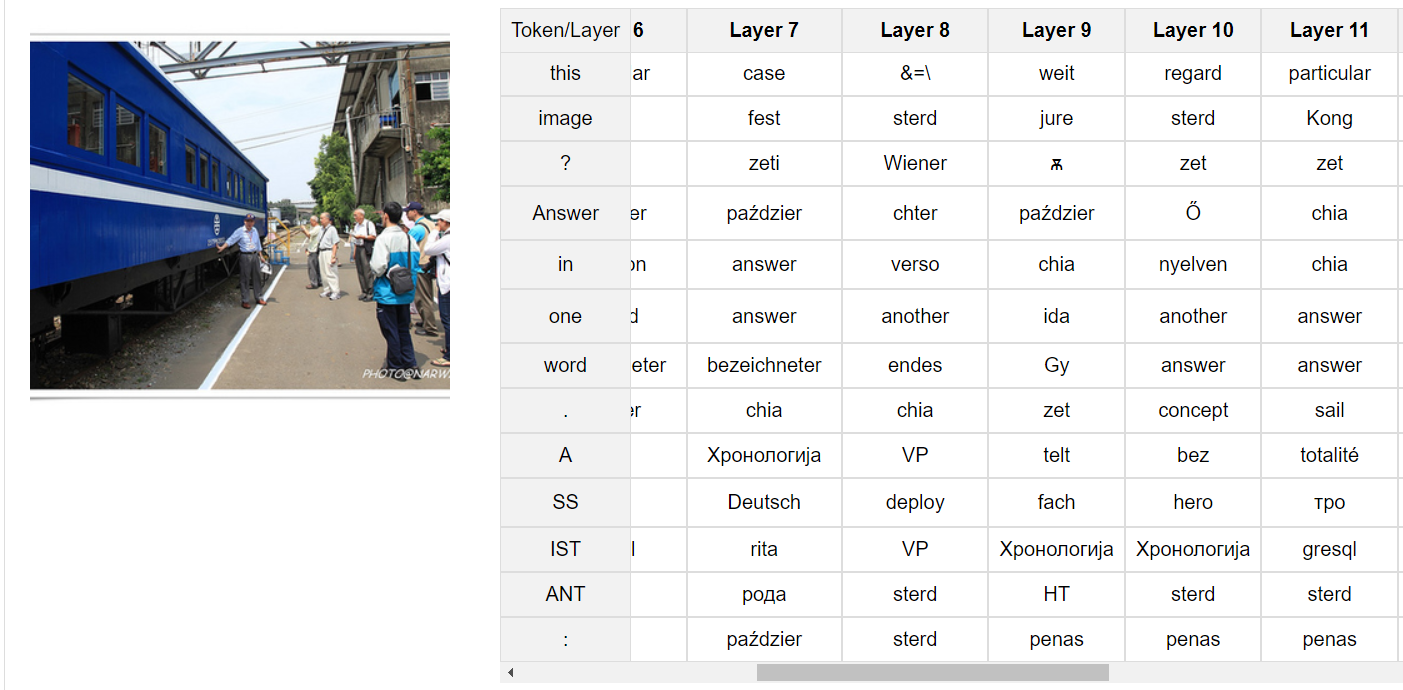 Token/Layer 6 Layer 7 Layer 8 Layer 9 Layer 10 Layer 11
this ar case &=\ weit regard particular
image fest sterd jure sterd Kong
? zeti Wiener ѫ zet zet
Answer er paździer chter paździer Ő chia
in on answer verso chia nyelven chia
one d answer another ida another answer
word eter bezeichneter endes Gy answer answer
. er chia chia zet concept sail
A Хронологија VP telt bez totalité
SS Deutsch deploy fach hero тро
IST l rita VP Хронологија Хронологија gresql
ANT рода sterd HT sterd sterd
: paździer sterd penas penas penas
PHOTO@NARW